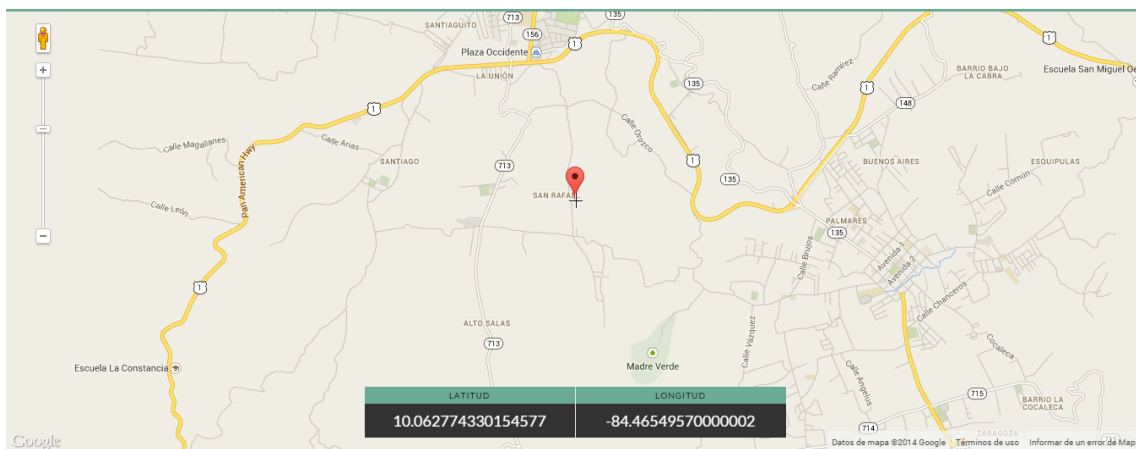 713
135
SANTIAGUITO
156
1
Plaza Occidente
1
LA UNIÓN
135
Calle Ramírez
BARRIO BAJO
LA CABRA
Escuela San Miguel Oe
1
148
Calle Orozco
Calle Magallanes
Calle Arias
Pan American Hwy
SANTIAGO
713
1
BUENOS AIRES
ESQUIPULAS
135
Calle Común
SAN RAFAEL
Calle León
PALMARES
135
Calle Brujos
Avenida 1
Avenida 2
1
Calle Chanceros
ALTO SALAS
713
Calle Vázquez
Cocaleca
Madre Verde
Escuela La Constancia
Calle Angelus
715
BARRIO LA
COCALECA
LATITUD
LONGITUD
10.062774330154577
-84.46549570000002
714
ZARAGOZA
715
Google
Datos de mapa ©2014 Google
Términos de uso
Informar de un error de Map